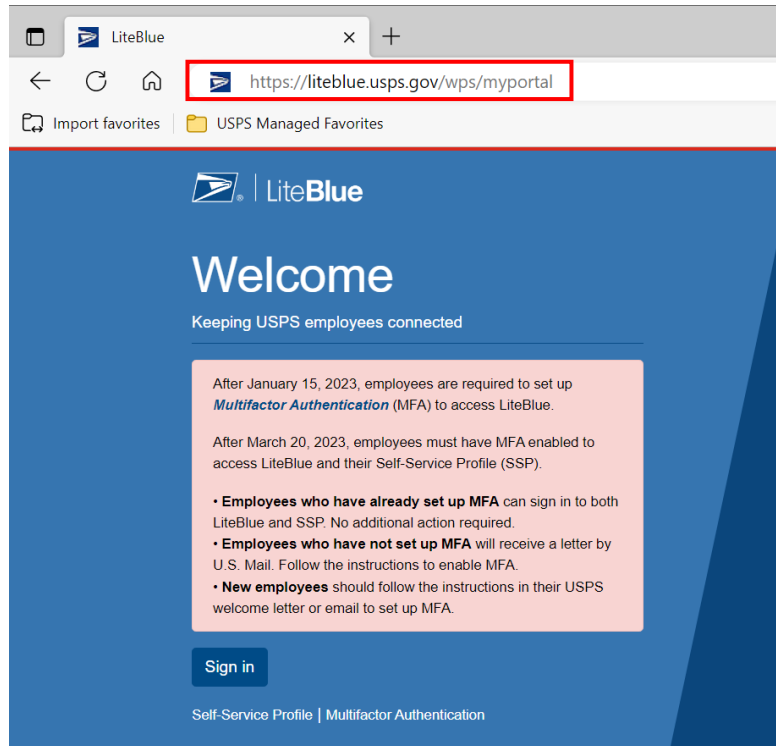 LiteBlue
https://liteblue.usps.gov/wps/myportal
Import favorites
USPS Managed Favorites
LiteBlue
Welcome
Keeping USPS employees connected
After January 15, 2023, employees are required to set up
Multifactor Authentication (MFA) to access LiteBlue.
After March 20, 2023, employees must have MFA enabled to
access LiteBlue and their Self-Service Profile (SSP).
• Employees who have already set up MFA can sign in to both
LiteBlue and SSP. No additional action required.
• Employees who have not set up MFA will receive a letter by
U.S. Mail. Follow the instructions to enable MFA.
• New employees should follow the instructions in their USPS
welcome letter or email to set up MFA.
Sign in
Self-Service Profile | Multifactor Authentication